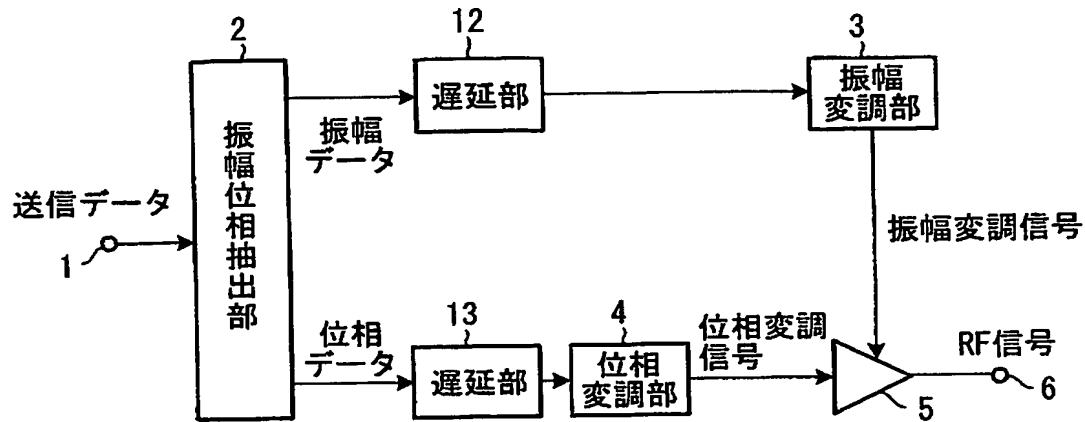 2
12
3
振幅位相抽出部
遅延部
振幅
変調部
振幅
データ
送信データ
1
振幅変調信号
位相
データ
13
遅延部
4
位相
変調部
位相変調
信号
5
RF信号
6